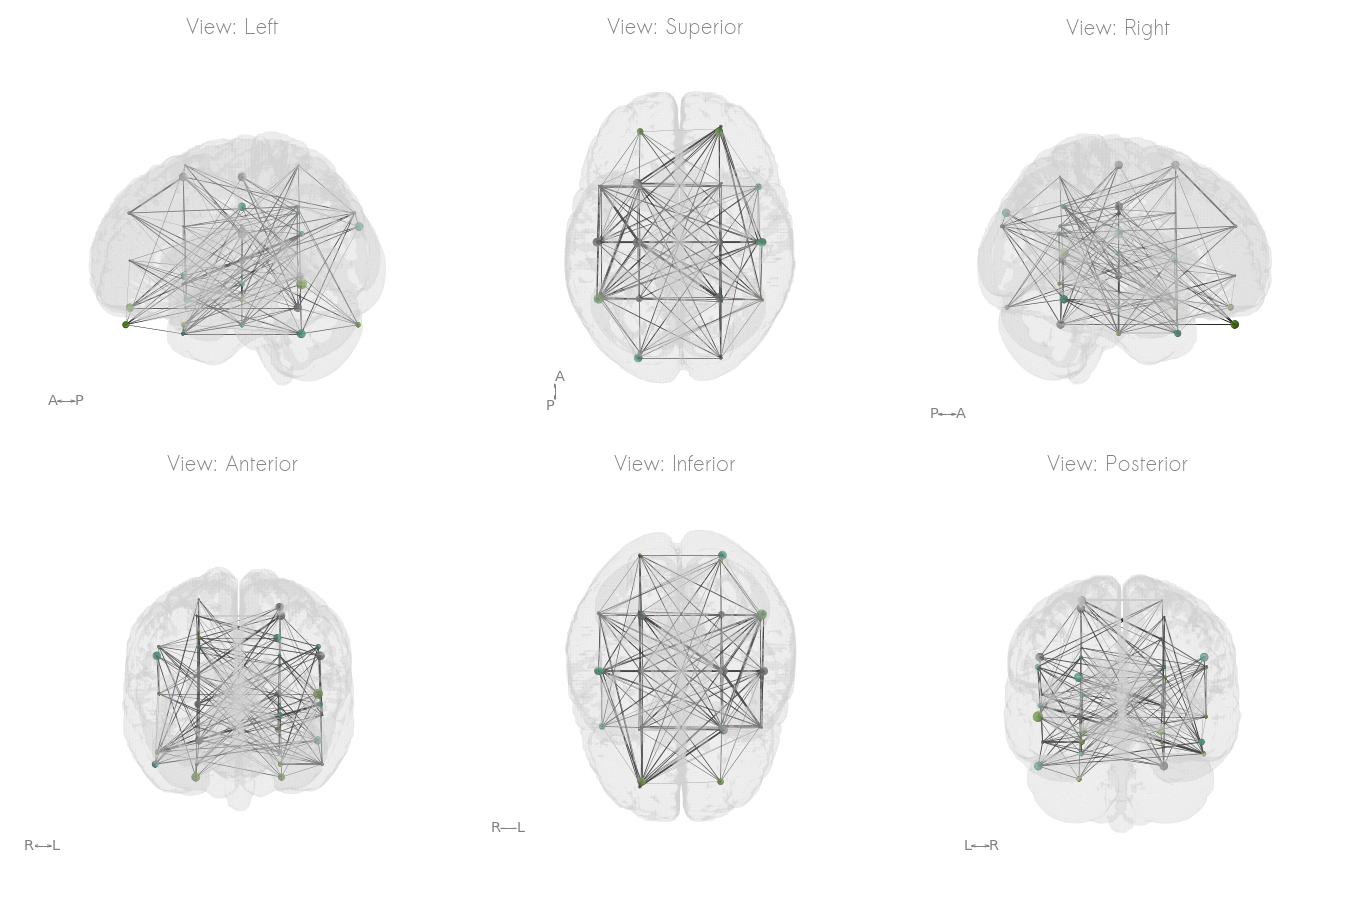 View: Left
View: Superior
View: Right
A
P
A P
P A
View: Anterior
View: Inferior
View: Posterior
R L
R L
L R